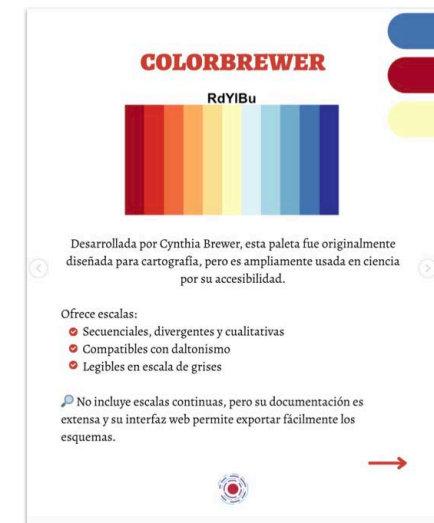 COLORBREWER
RdYlBu
Desarrollada por Cynthia Brewer, esta paleta fue originalmente
diseñada para cartografía, pero es ampliamente usada en ciencia
por su accesibilidad.
Ofrece escalas:
Secuenciales, divergentes y cualitativas
Compatibles con daltonismo
Legibles en escala de grises
🔎 No incluye escalas continuas, pero su documentación es
extensa y su interfaz web permite exportar fácilmente los
esquemas.